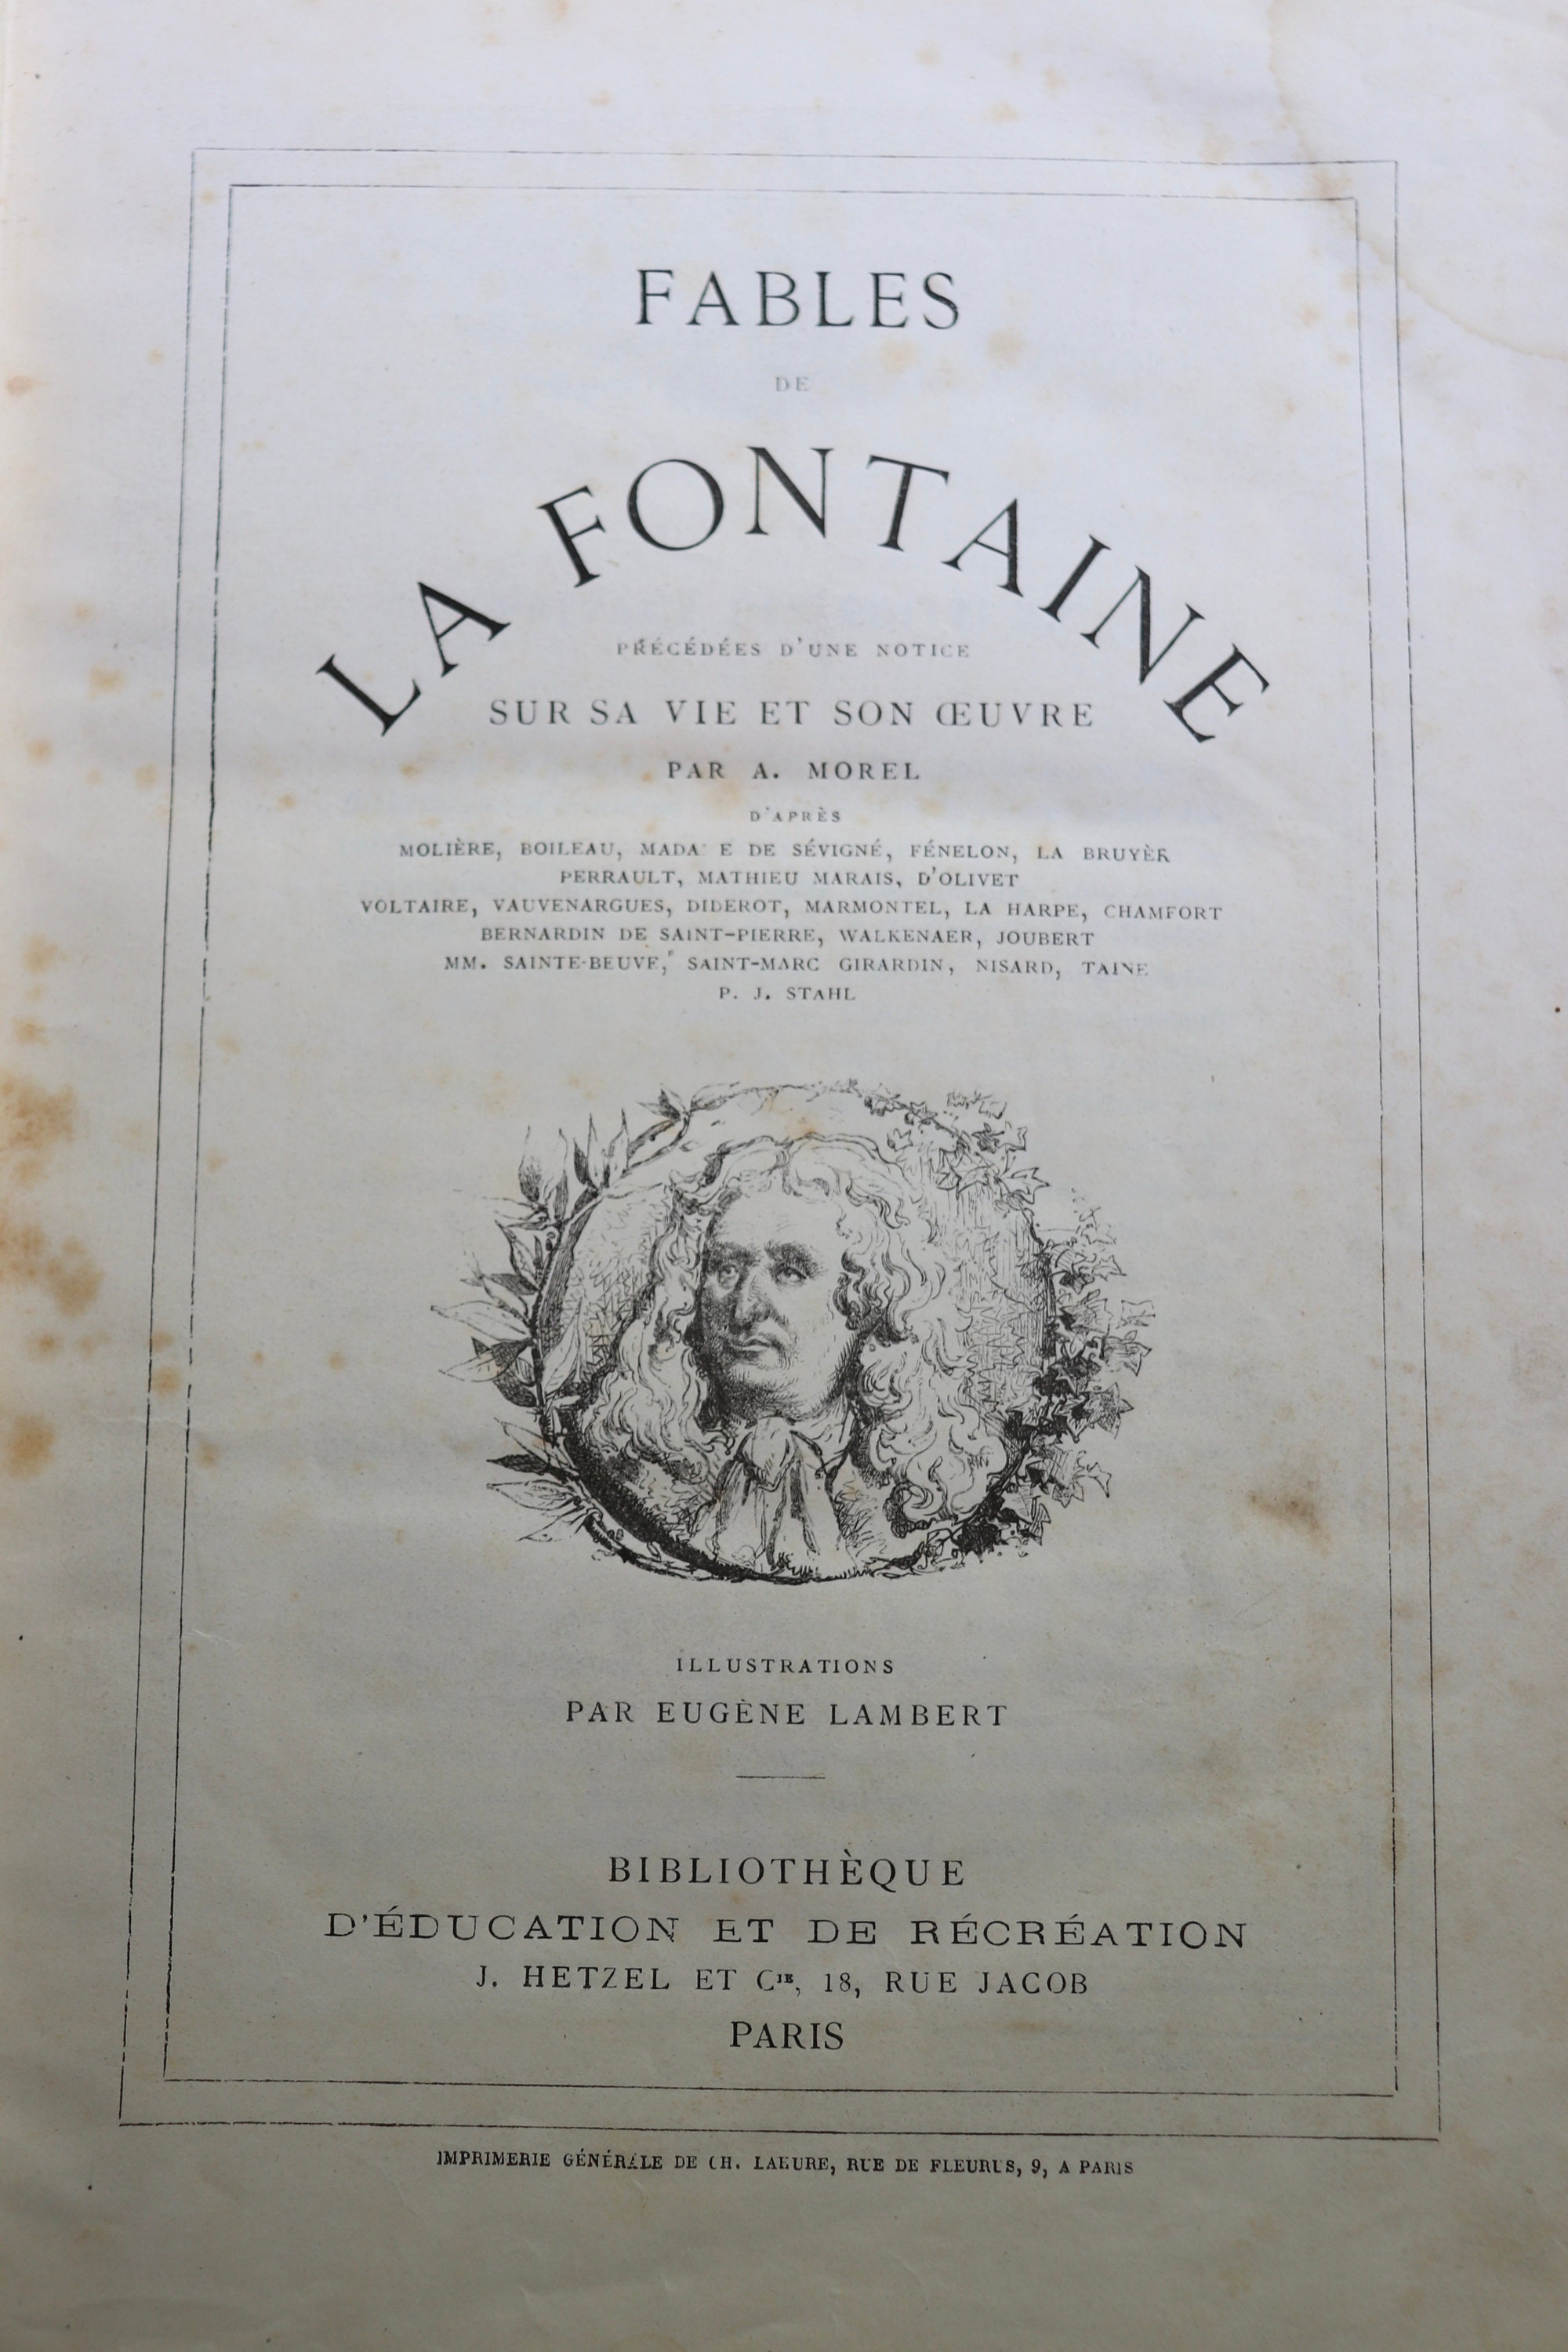 FABLES
DE
LA FONTAINE
PRÉCÉDÉES D'UNE NOTICE
SUR SA VIE ET SON ŒUVRE
PAR A. MOREL
D'APRÈS
MOLIÈRE, BOILEAU, MADA E DE SÉVIGNÉ, FÉNELON, LA BRUYÈR
PERRAULT, MATHIEU MARAIS, D'OLIVET
VOLTAIRE, VAUVENARGUES, DIDEROT, MARMONTEL, LA HARPE, CHAMFORT
BERNARDIN DE SAINT-PIERRE, WALKENAER, JOUBERT
MM. SAINTE-BEUVE, SAINT-MARC GIRARDIN, NISARD, TAINE
P. J. STAHL
ILLUSTRATIONS
PAR EUGÈNE LAMBERT
BIBLIOTHÈQUE
D'ÉDUCATION ET DE RÉCRÉATION
J. HETZEL ET Cie, 18, RUE JACOB
PARIS
IMPRIMERIE GÉNÉRALE DE CH. LAHURE, RUE DE FLEURUS, 9, A PARIS